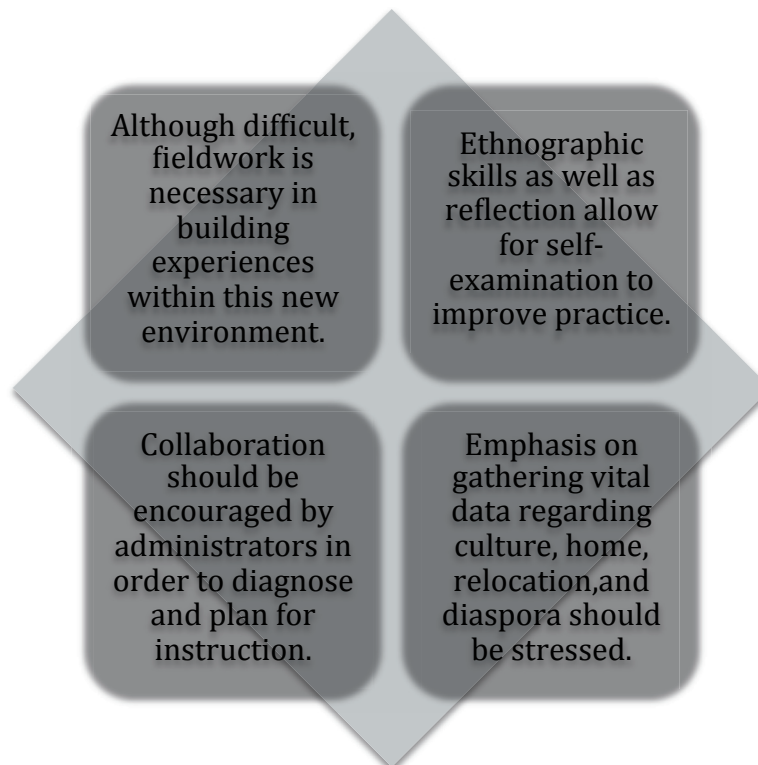 Although difficult,
fieldwork is
necessary in
building
experiences
within this new
environment.
Ethnographic
skills as well as
reflection allow
for self-
examination to
improve practice.
Collaboration
should be
encouraged by
administrators in
order to diagnose
and plan for
instruction.
Emphasis on
gathering vital
data regarding
culture, home,
relocation,and
diaspora should
be stressed.